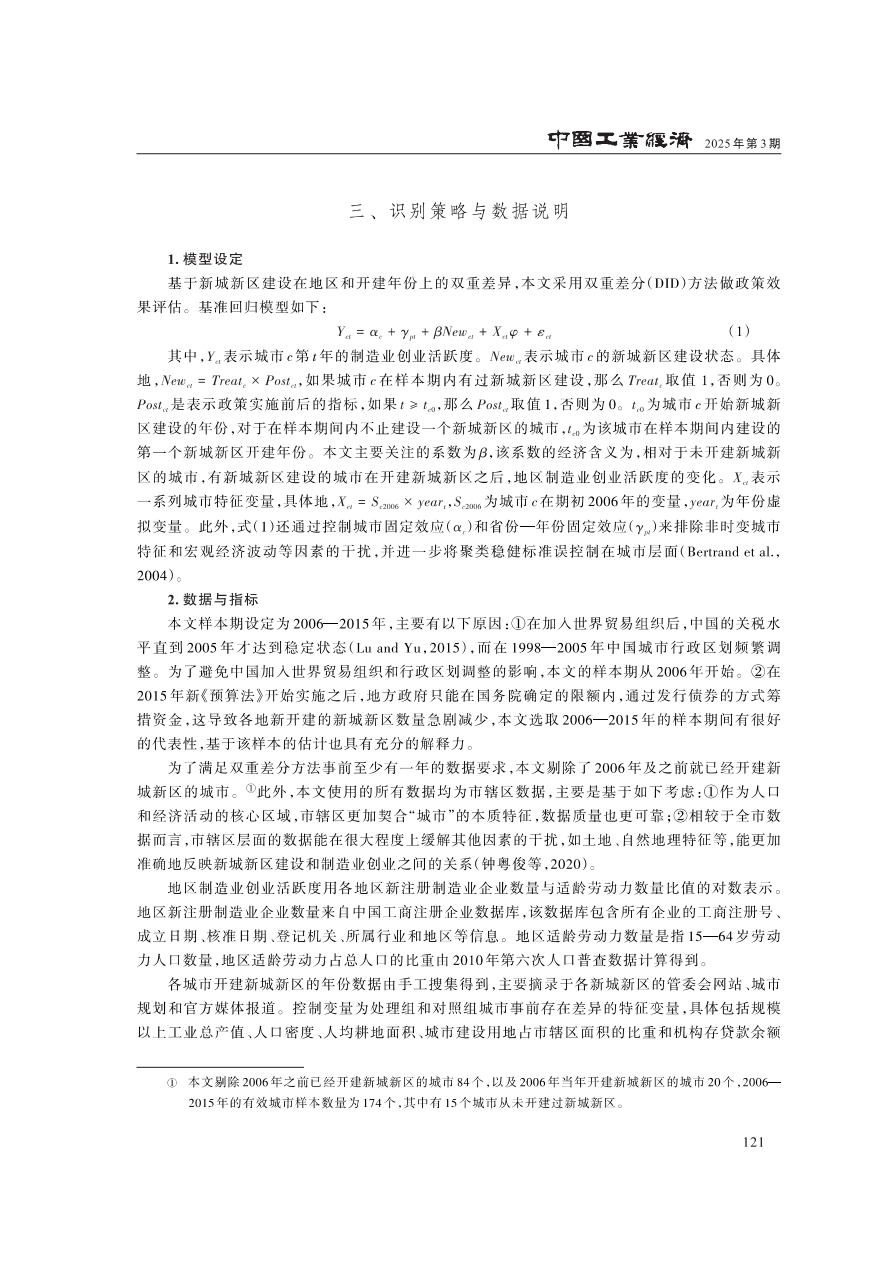 中国工业经济 2025年第3期
三、识别策略与数据说明
1. 模型设定
基于新城新区建设在地区和开建年份上的双重差异,本文采用双重差分(DID)方法做政策效
果评估。基准回归模型如下:
Yct = αc + γpt + βNewct + Xctφ + εct （1）
其中,Yct表示城市c第t年的制造业创业活跃度。Newct表示城市c的新城新区建设状态。具体
地,Newct = Treatc × Postct,如果城市c在样本期内有过新城新区建设,那么Treatc取值 1,否则为 0。
Postct是表示政策实施前后的指标,如果 t ⩾ tc0,那么 Postct取值 1,否则为 0。tc0为城市c开始新城新
区建设的年份,对于在样本期间内不止建设一个新城新区的城市,tc0为该城市在样本期间内建设的
第一个新城新区开建年份。本文主要关注的系数为β,该系数的经济含义为,相对于未开建新城新
区的城市,有新城新区建设的城市在开建新城新区之后,地区制造业创业活跃度的变化。Xct表示
一系列城市特征变量,具体地,Xct = Sc2006 × yeart,Sc2006为城市c在期初2006年的变量,yeart为年份虚
拟变量。此外,式(1)还通过控制城市固定效应(αc)和省份—年份固定效应(γpt)来排除非时变城市
特征和宏观经济波动等因素的干扰,并进一步将聚类稳健标准误控制在城市层面(Bertrand et al.,
2004)。
2. 数据与指标
本文样本期设定为2006—2015年,主要有以下原因:①在加入世界贸易组织后,中国的关税水
平直到 2005 年才达到稳定状态(Lu and Yu,2015),而在 1998—2005 年中国城市行政区划频繁调
整。为了避免中国加入世界贸易组织和行政区划调整的影响,本文的样本期从2006年开始。②在
2015年新《预算法》开始实施之后,地方政府只能在国务院确定的限额内,通过发行债券的方式筹
措资金,这导致各地新开建的新城新区数量急剧减少,本文选取 2006—2015 年的样本期间有很好
的代表性,基于该样本的估计也具有充分的解释力。
为了满足双重差分方法事前至少有一年的数据要求,本文剔除了2006年及之前就已经开建新
城新区的城市。①此外,本文使用的所有数据均为市辖区数据,主要是基于如下考虑:①作为人口
和经济活动的核心区域,市辖区更加契合“城市”的本质特征,数据质量也更可靠;②相较于全市数
据而言,市辖区层面的数据能在很大程度上缓解其他因素的干扰,如土地、自然地理特征等,能更加
准确地反映新城新区建设和制造业创业之间的关系(钟粤俊等,2020)。
地区制造业创业活跃度用各地区新注册制造业企业数量与适龄劳动力数量比值的对数表示。
地区新注册制造业企业数量来自中国工商注册企业数据库,该数据库包含所有企业的工商注册号、
成立日期、核准日期、登记机关、所属行业和地区等信息。地区适龄劳动力数量是指 15—64岁劳动
力人口数量,地区适龄劳动力占总人口的比重由2010年第六次人口普查数据计算得到。
各城市开建新城新区的年份数据由手工搜集得到,主要摘录于各新城新区的管委会网站、城市
规划和官方媒体报道。控制变量为处理组和对照组城市事前存在差异的特征变量,具体包括规模
以上工业总产值、人口密度、人均耕地面积、城市建设用地占市辖区面积的比重和机构存贷款余额
① 本文剔除2006年之前已经开建新城新区的城市84个,以及2006年当年开建新城新区的城市20个,2006—
2015年的有效城市样本数量为174个,其中有15个城市从未开建过新城新区。
121